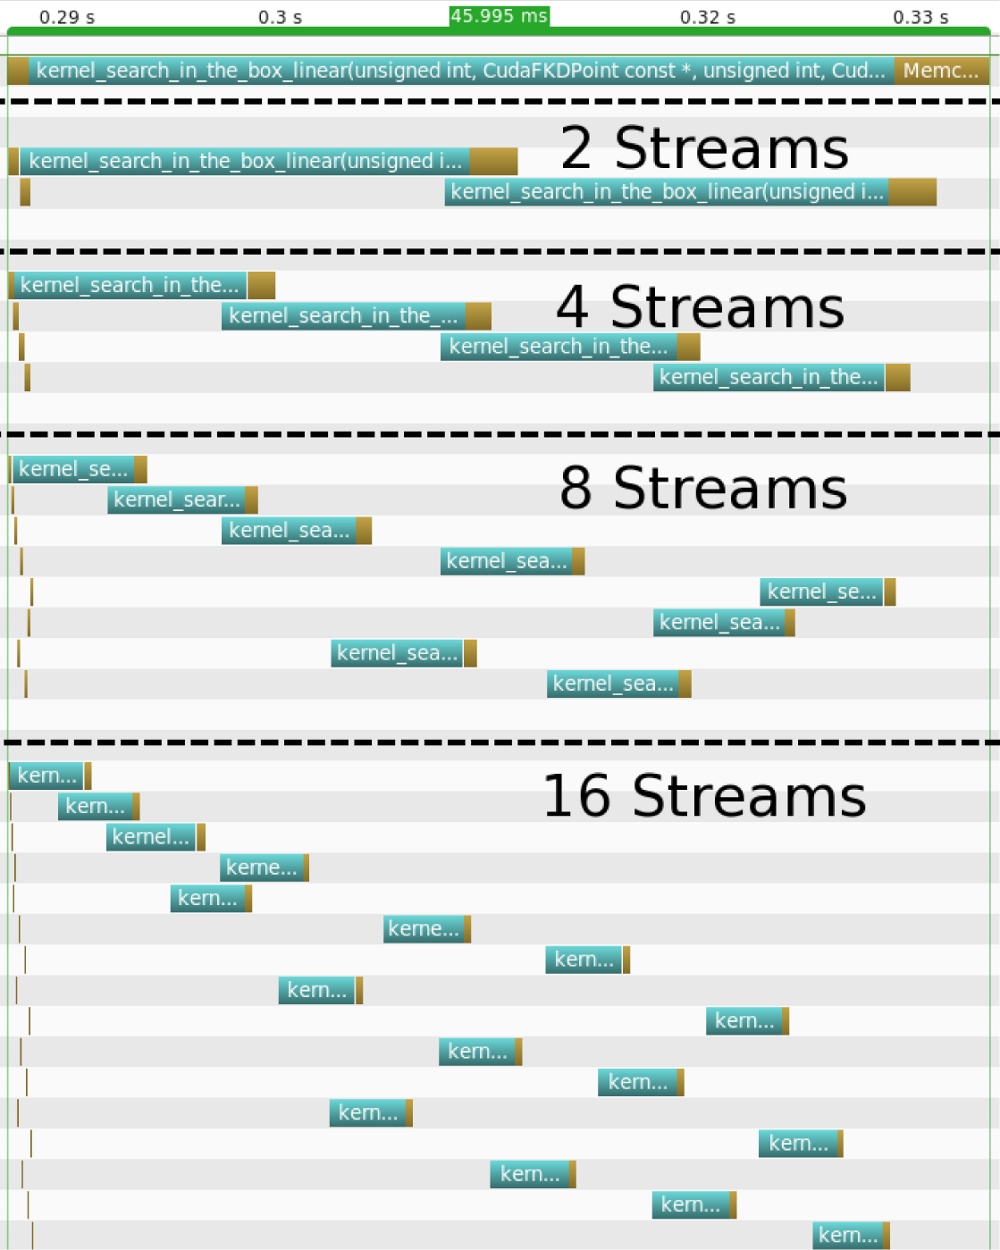 0.29 s 0.3 s 45.995 ms 0.32 s 0.33 s
kernel_search_in_the_box_linear(unsigned int, CudaFKDPoint const *, unsigned int, Cud... Memc...
2 Streams
kernel_search_in_the_box_linear(unsigned i...
kernel_search_in_the_box_linear(unsigned i...
kernel_search_in_the...
4 Streams
kernel_search_in_the_...
kernel_search_in_the...
kernel_search_in_the...
kernel_se...
8 Streams
kernel_sear...
kernel_sea...
kernel_sea...
kernel_se...
kernel_sea...
kernel_sea...
kernel_sea...
kern...
16 Streams
kern...
kernel...
kerne...
kern...
kerne...
kern...
kern...
kern...
kern...
kern...
kern...
kern...
kern...
kern...
kern...